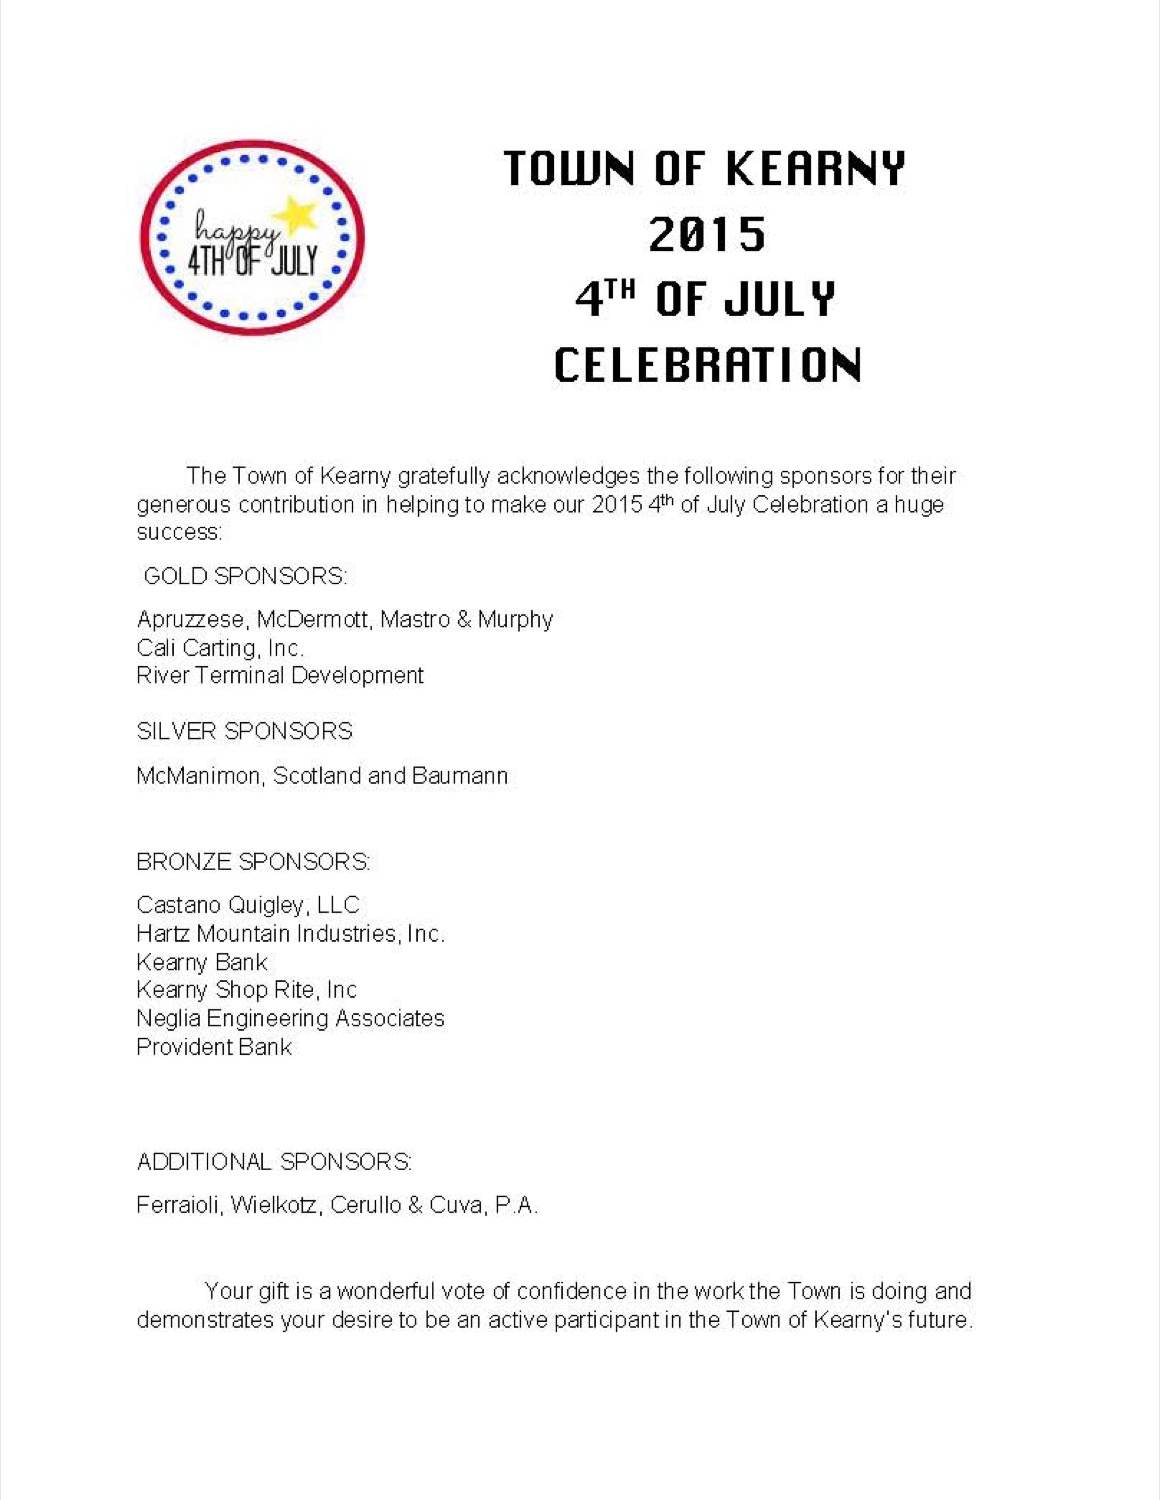 happy
4TH OF JULY
TOWN OF KEARNY
2015
4TH OF JULY
CELEBRATION
The Town of Kearny gratefully acknowledges the following sponsors for their
generous contribution in helping to make our 2015 4th of July Celebration a huge
success:
GOLD SPONSORS:
Apruzzese, McDermott, Mastro & Murphy
Cali Carting, Inc.
River Terminal Development
SILVER SPONSORS
McManimon, Scotland and Baumann
BRONZE SPONSORS:
Castano Quigley, LLC
Hartz Mountain Industries, Inc.
Kearny Bank
Kearny Shop Rite, Inc
Neglia Engineering Associates
Provident Bank
ADDITIONAL SPONSORS:
Ferraioli, Wielkotz, Cerullo & Cuva, P.A.
Your gift is a wonderful vote of confidence in the work the Town is doing and
demonstrates your desire to be an active participant in the Town of Kearny's future.